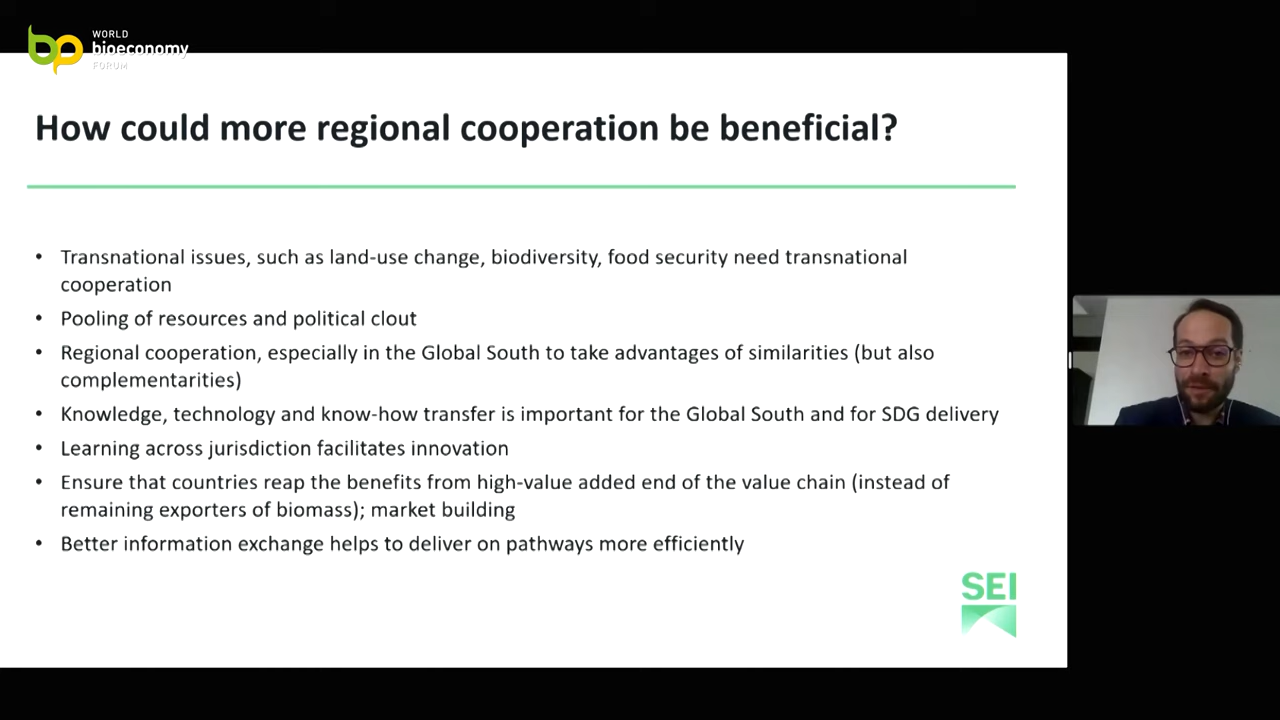 WORLD
bioeconomy
FORUM
How could more regional cooperation be beneficial?
• Transnational issues, such as land-use change, biodiversity, food security need transnational
cooperation
• Pooling of resources and political clout
• Regional cooperation, especially in the Global South to take advantages of similarities (but also
complementarities)
• Knowledge, technology and know-how transfer is important for the Global South and for SDG delivery
• Learning across jurisdiction facilitates innovation
• Ensure that countries reap the benefits from high-value added end of the value chain (instead of
remaining exporters of biomass); market building
• Better information exchange helps to deliver on pathways more efficiently
SEI